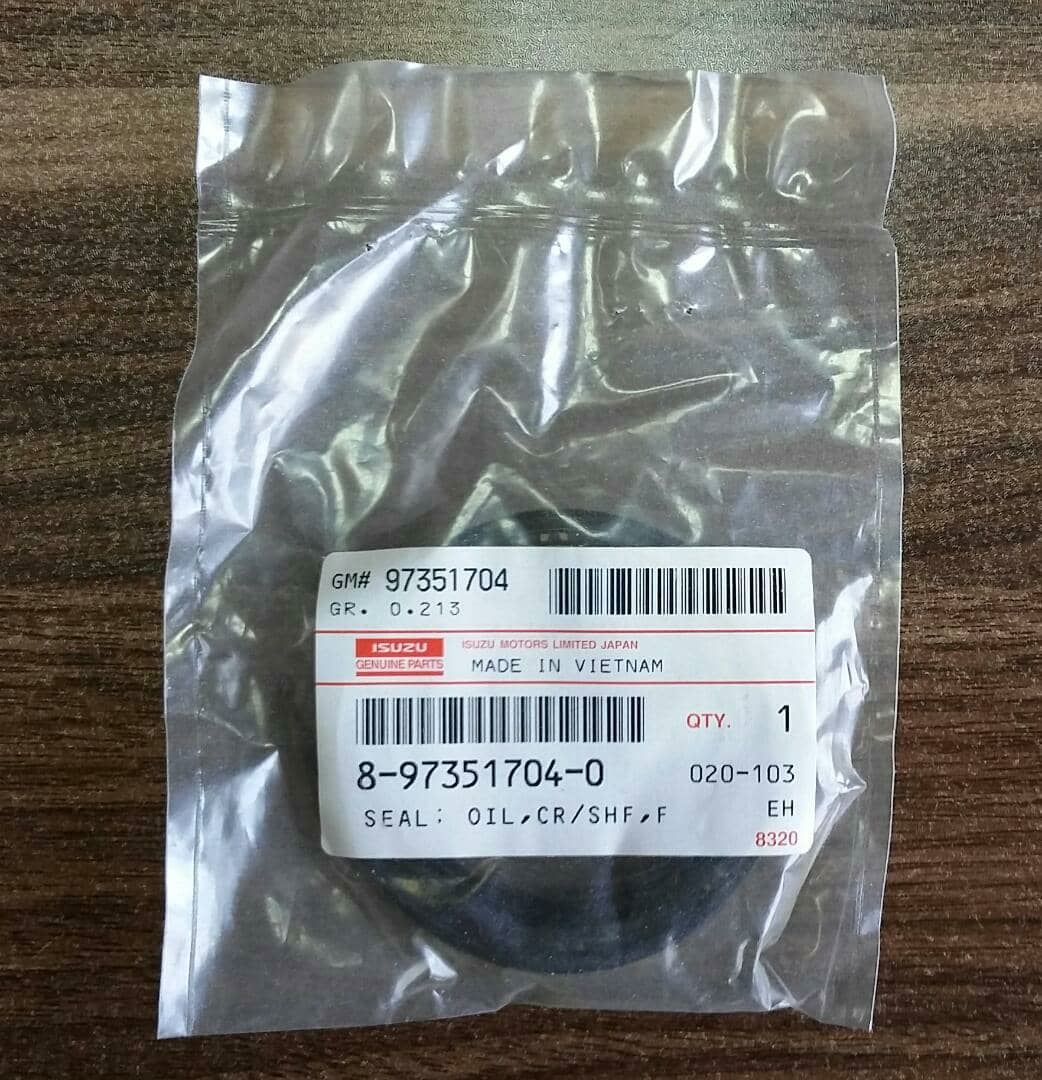 GM# 97351704
GR. 0.213
ISUZU
GENUINE PARTS
ISUZU MOTORS LIMITED JAPAN
MADE IN VIETNAM
QTY. 1
8-97351704-0
020-103
SEAL; OIL,CR/SHF,F
EH
8320